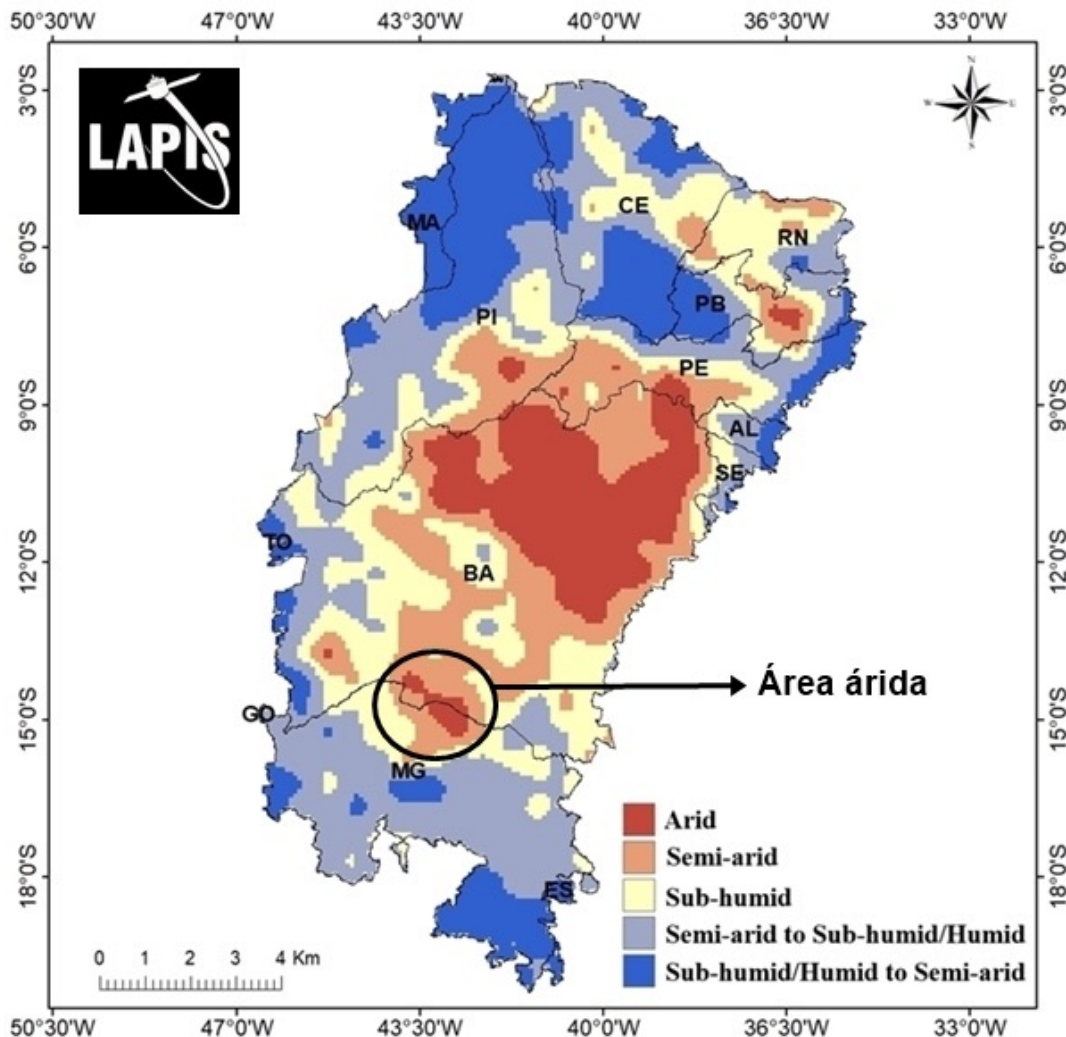 50°30'W 47°0'W 43°30'W 40°0'W 36°30'W 33°0'W
LAPIS
N
W E
S
3°0'S 3°0'S
CE
MA
RN
6°0'S 6°0'S
PB
PI
PE
9°0'S 9°0'S
AL
SE
TO
12°0'S 12°0'S
BA
Área árida
GO
15°0'S 15°0'S
MG
Arid
Semi-arid
Sub-humid
Semi-arid to Sub-humid/Humid
Sub-humid/Humid to Semi-arid
18°0'S 18°0'S
ES
0 1 2 3 4 Km
50°30'W 47°0'W 43°30'W 40°0'W 36°30'W 33°0'W